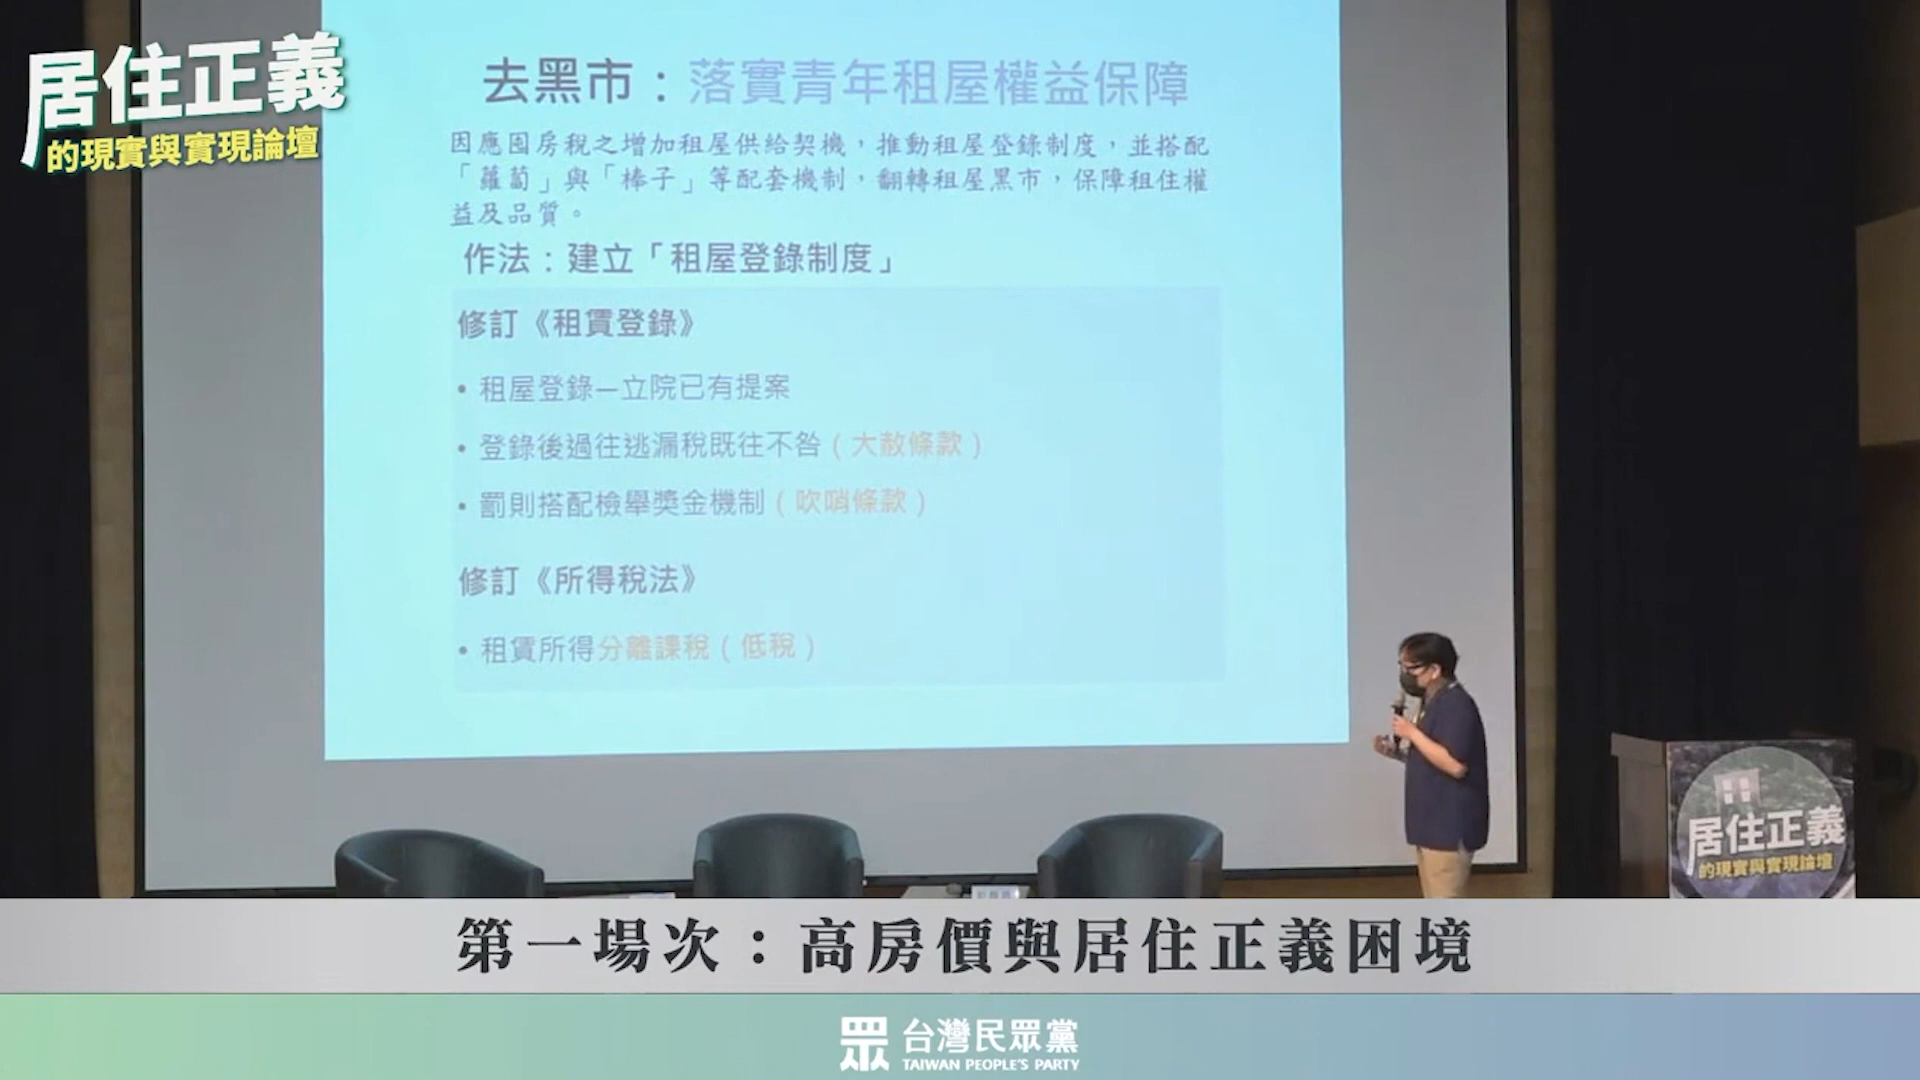 居住正義
的現實與實現論壇
去黑市：落實青年租屋權益保障
因應囤房稅之增加租屋供給契機，推動租屋登錄制度，並搭配
「蘿蔔」與「棒子」等配套機制，翻轉租屋黑市，保障租住權
益及品質。
作法：建立「租屋登錄制度」
修訂《租賃登錄》
• 租屋登錄—立院已有提案
• 登錄後過往逃漏稅既往不咎（大赦條款）
• 罰則搭配檢舉獎金機制（吹哨條款）
修訂《所得稅法》
• 租賃所得分離課稅（低稅）
居住正義
的現實與實現論壇
第一場次：高房價與居住正義困境
眾 台灣民眾黨
TAIWAN PEOPLE'S PARTY